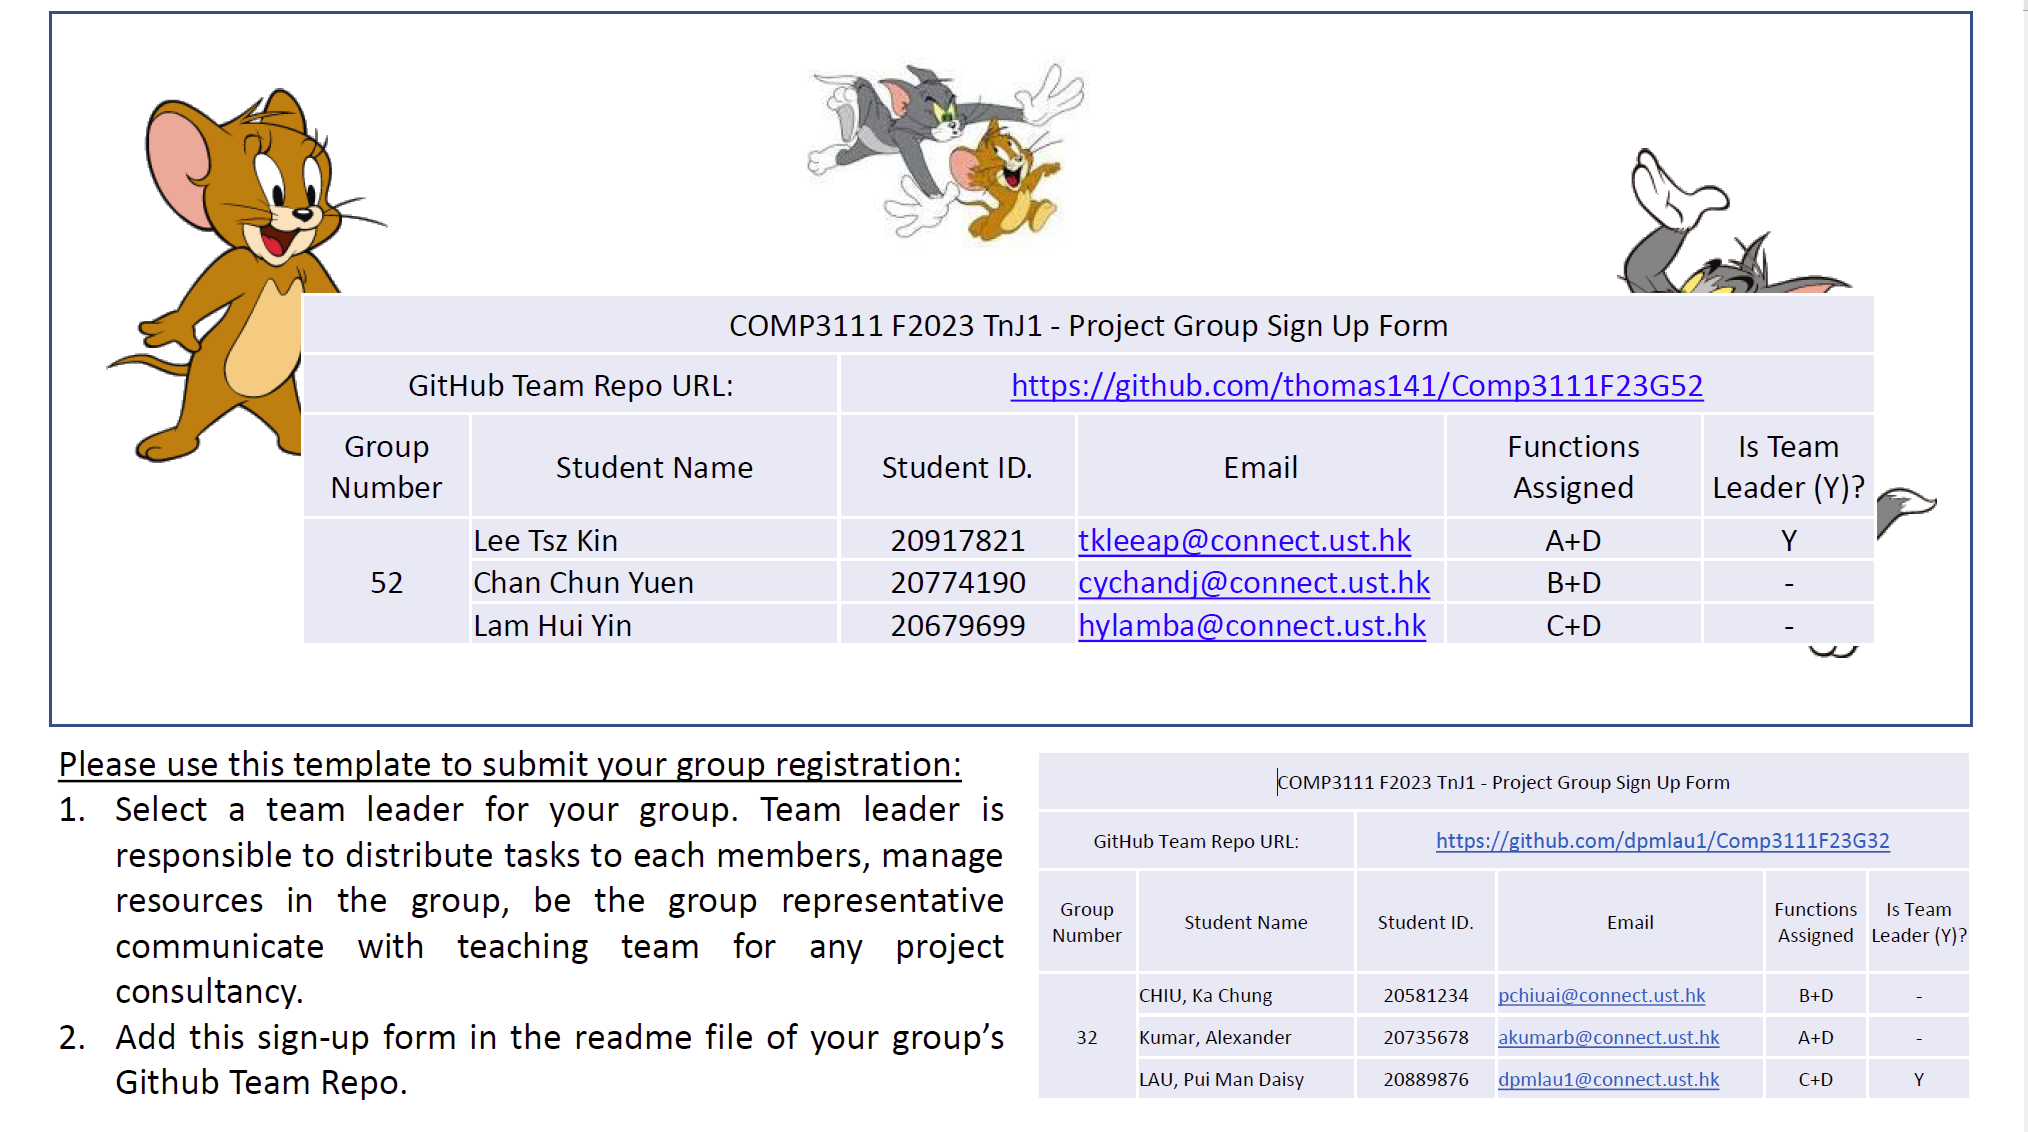 COMP3111 F2023 TnJ1 - Project Group Sign Up Form
GitHub Team Repo URL: https://github.com/thomas141/Comp3111F23G52
Group Number Student Name Student ID. Email Functions Assigned Is Team Leader (Y)?
52
Lee Tsz Kin 20917821 tkleeap@connect.ust.hk A+D Y
Chan Chun Yuen 20774190 cychandj@connect.ust.hk B+D -
Lam Hui Yin 20679699 hylamba@connect.ust.hk C+D -
Please use this template to submit your group registration:
1. Select a team leader for your group. Team leader is
responsible to distribute tasks to each members, manage
resources in the group, be the group representative
communicate with teaching team for any project
consultancy.
2. Add this sign-up form in the readme file of your group’s
Github Team Repo.
COMP3111 F2023 TnJ1 - Project Group Sign Up Form
GitHub Team Repo URL: https://github.com/dpmlau1/Comp3111F23G32
Group Number Student Name Student ID. Email Functions Assigned Is Team Leader (Y)?
32
CHIU, Ka Chung 20581234 pchiuai@connect.ust.hk B+D -
Kumar, Alexander 20735678 akumarb@connect.ust.hk A+D -
LAU, Pui Man Daisy 20889876 dpmlau1@connect.ust.hk C+D Y